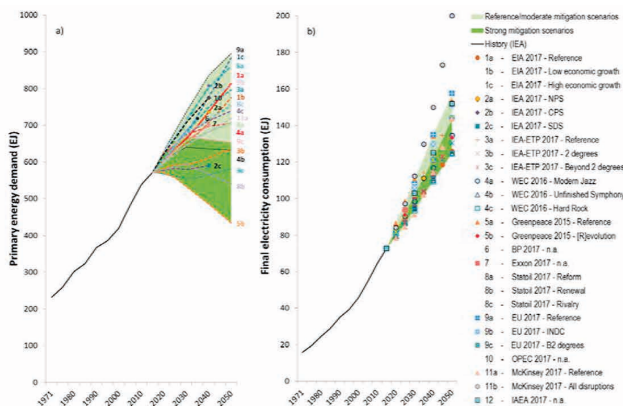 a)
Primary energy demand (EJ)
1000
900
800
700
600
500
400
300
200
100
0
1971
1980
1990
2000
2010
2020
2030
2040
2050
9a
1c
1a
1b
2b
10
2a
7
4a
4b
2c
5b
b)
Final electricity consumption (EJ)
200
180
160
140
120
100
80
60
40
20
0
1971
1980
1990
2000
2010
2020
2030
2040
2050
Reference/moderate mitigation scenarios
Strong mitigation scenarios
History (IEA)
1a - EIA 2017 - Reference
1b - EIA 2017 - Low economic growth
1c - EIA 2017 - High economic growth
2a - IEA 2017 - NPS
2b - IEA 2017 - CPS
2c - IEA 2017 - SDS
3a - IEA-ETP 2017 - Reference
3b - IEA-ETP 2017 - 2 degrees
3c - IEA-ETP 2017 - Beyond 2 degrees
4a - WEC 2016 - Modern Jazz
4b - WEC 2016 - Unfinished Symphony
4c - WEC 2016 - Hard Rock
5a - Greenpeace 2015 - Reference
5b - Greenpeace 2015 - [R]evolution
6 - BP 2017 - n.a.
7 - Exxon 2017 - n.a.
8a - Statoil 2017 - Reform
8b - Statoil 2017 - Renewal
8c - Statoil 2017 - Rivalry
9a - EU 2017 - Reference
9b - EU 2017 - INDC
9c - EU 2017 - B2 degrees
10 - OPEC 2017 - n.a.
11a - McKinsey 2017 - Reference
11b - McKinsey 2017 - All disruptions
12 - IAEA 2017 - n.a.